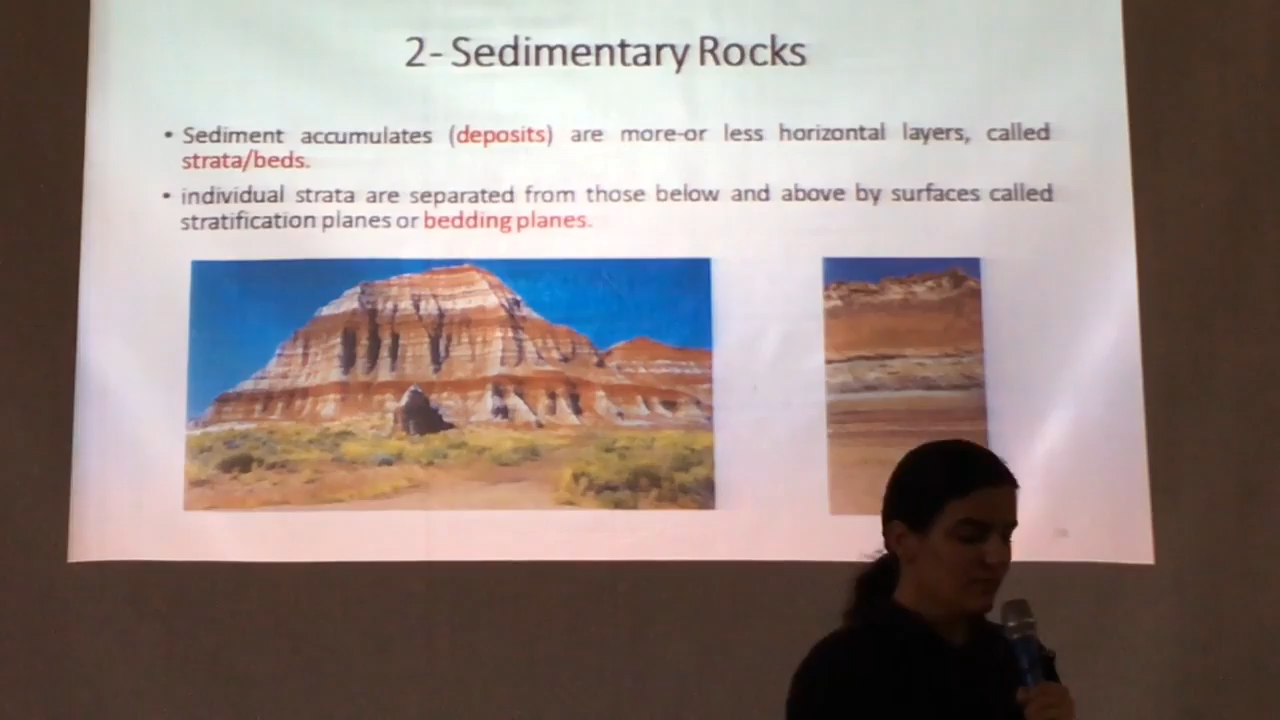 2- Sedimentary Rocks
• Sediment accumulates (deposits) are more-or less horizontal layers, called
strata/beds.
• individual strata are separated from those below and above by surfaces called
stratification planes or bedding planes.